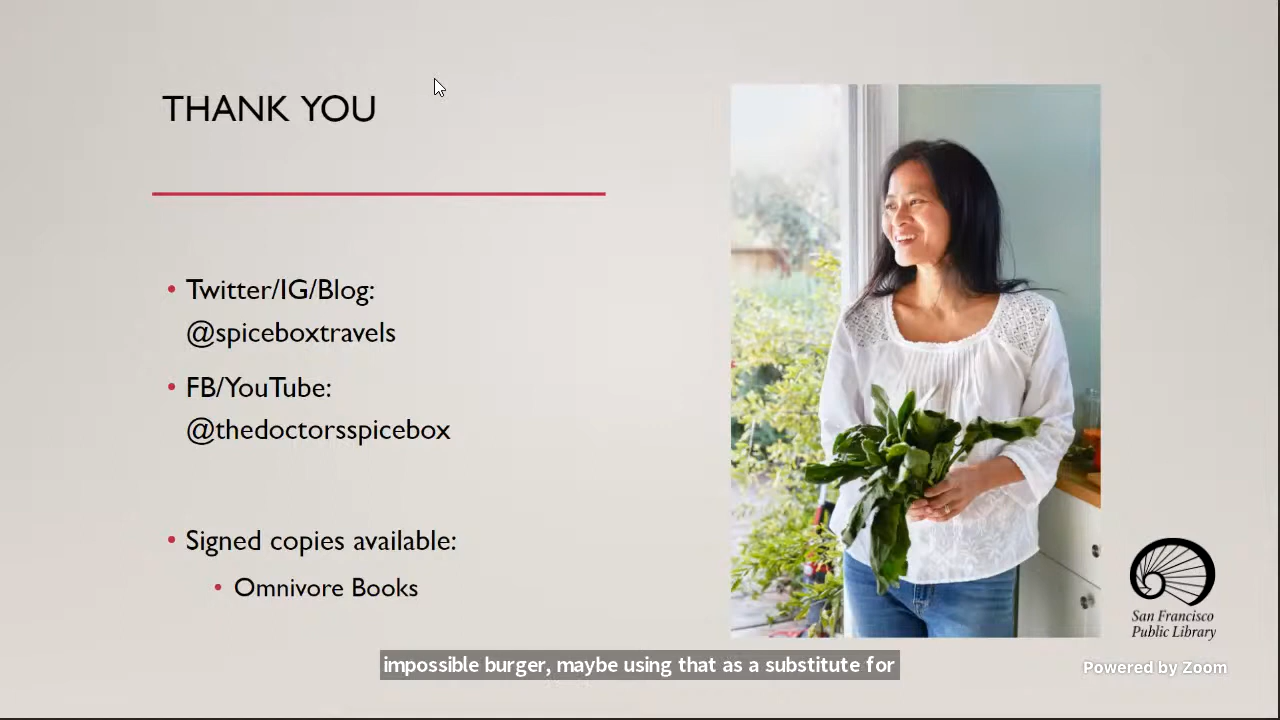 THANK YOU
• Twitter/IG/Blog:
@spiceboxtravels
• FB/YouTube:
@thedoctorsspicebox
• Signed copies available:
• Omnivore Books
San Francisco
Public Library
impossible burger, maybe using that as a substitute for
Powered by Zoom